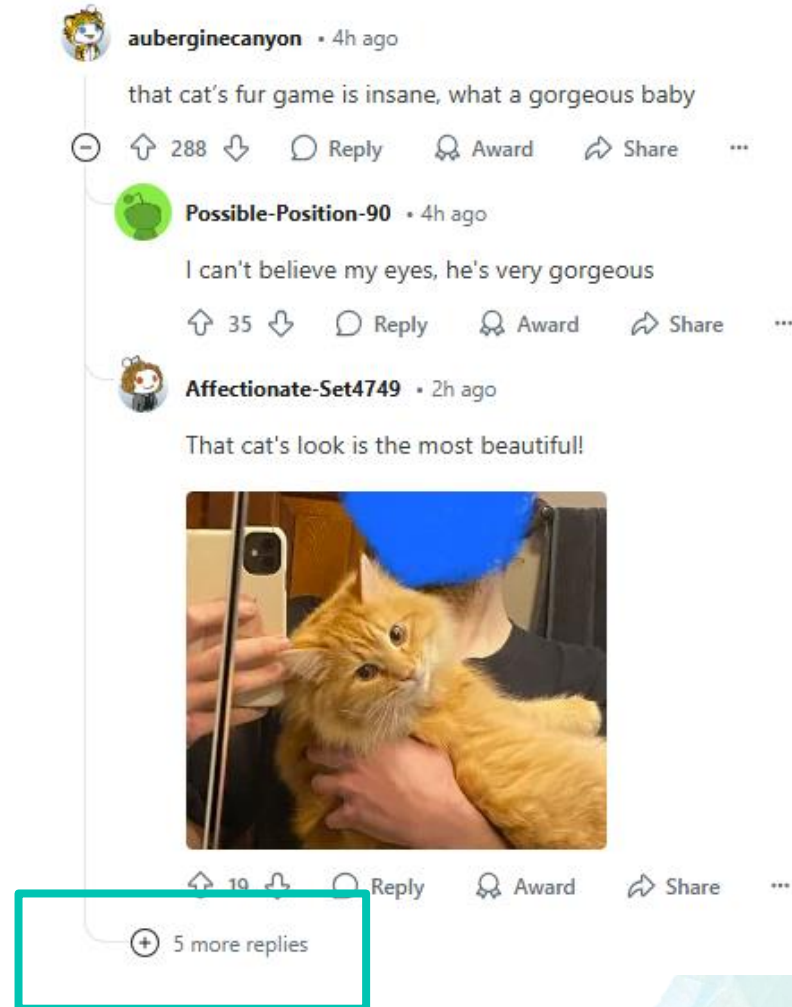 auberginecanyon • 4h ago
that cat's fur game is insane, what a gorgeous baby
288 Reply Award Share ...
Possible-Position-90 • 4h ago
I can't believe my eyes, he's very gorgeous
35 Reply Award Share ...
Affectionate-Set4749 • 2h ago
That cat's look is the most beautiful!
19 Reply Award Share ...
5 more replies